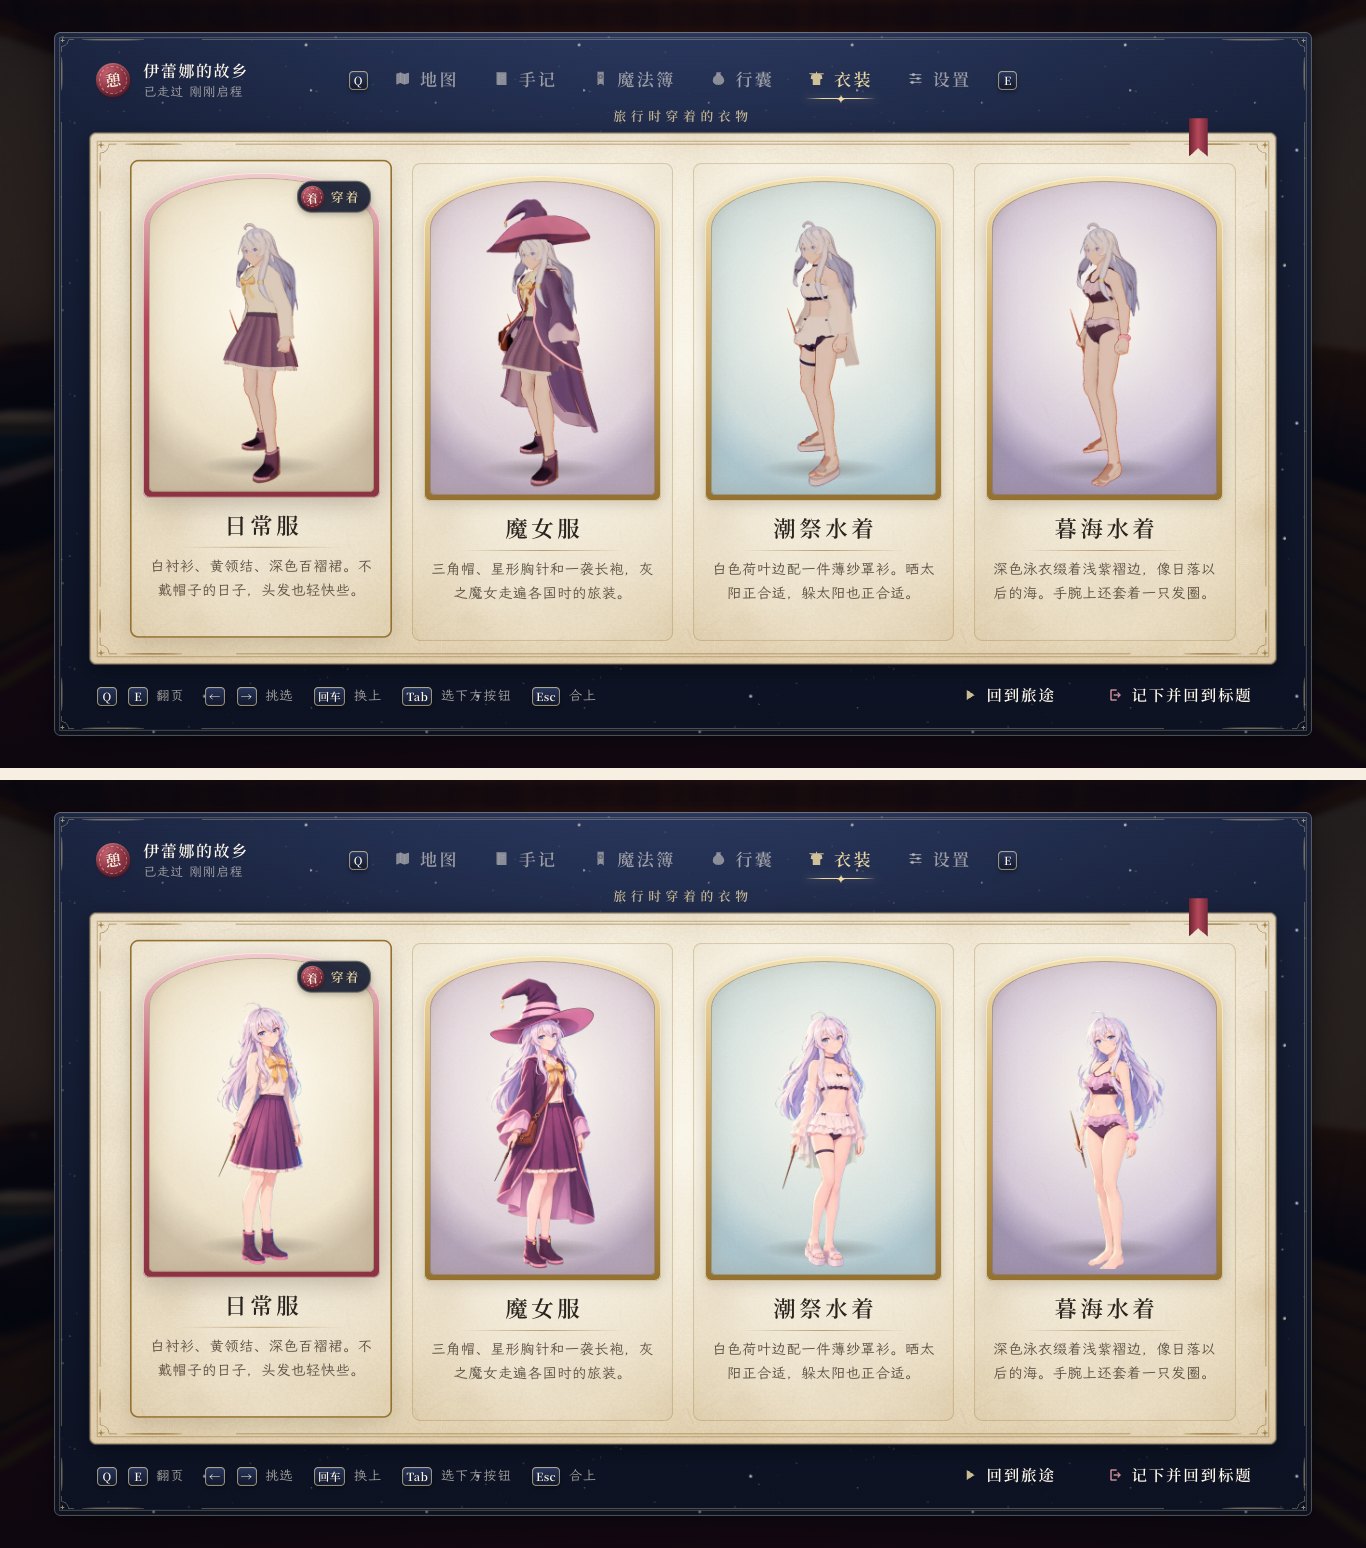 憩
伊蕾娜的故乡
已走过 刚刚启程
Q 地图 手记 魔法簿 行囊 衣装 设置 E
旅行时穿着的衣物
着 穿着
日常服
白衬衫、黄领结、深色百褶裙。不
戴帽子的日子，头发也轻快些。
魔女服
三角帽、星形胸针和一袭长袍，灰
之魔女走遍各国时的旅装。
潮祭水着
白色荷叶边配一件薄纱罩衫。晒太
阳正合适，躲太阳也正合适。
暮海水着
深色泳衣缀着浅紫褶边，像日落以
后的海。手腕上还套着一只发圈。
Q E 翻页 ← → 挑选 回车 换上 Tab 选下方按钮 Esc 合上
回到旅途 记下并回到标题
憩
伊蕾娜的故乡
已走过 刚刚启程
Q 地图 手记 魔法簿 行囊 衣装 设置 E
旅行时穿着的衣物
着 穿着
日常服
白衬衫、黄领结、深色百褶裙。不
戴帽子的日子，头发也轻快些。
魔女服
三角帽、星形胸针和一袭长袍，灰
之魔女走遍各国时的旅装。
潮祭水着
白色荷叶边配一件薄纱罩衫。晒太
阳正合适，躲太阳也正合适。
暮海水着
深色泳衣缀着浅紫褶边，像日落以
后的海。手腕上还套着一只发圈。
Q E 翻页 ← → 挑选 回车 换上 Tab 选下方按钮 Esc 合上
回到旅途 记下并回到标题